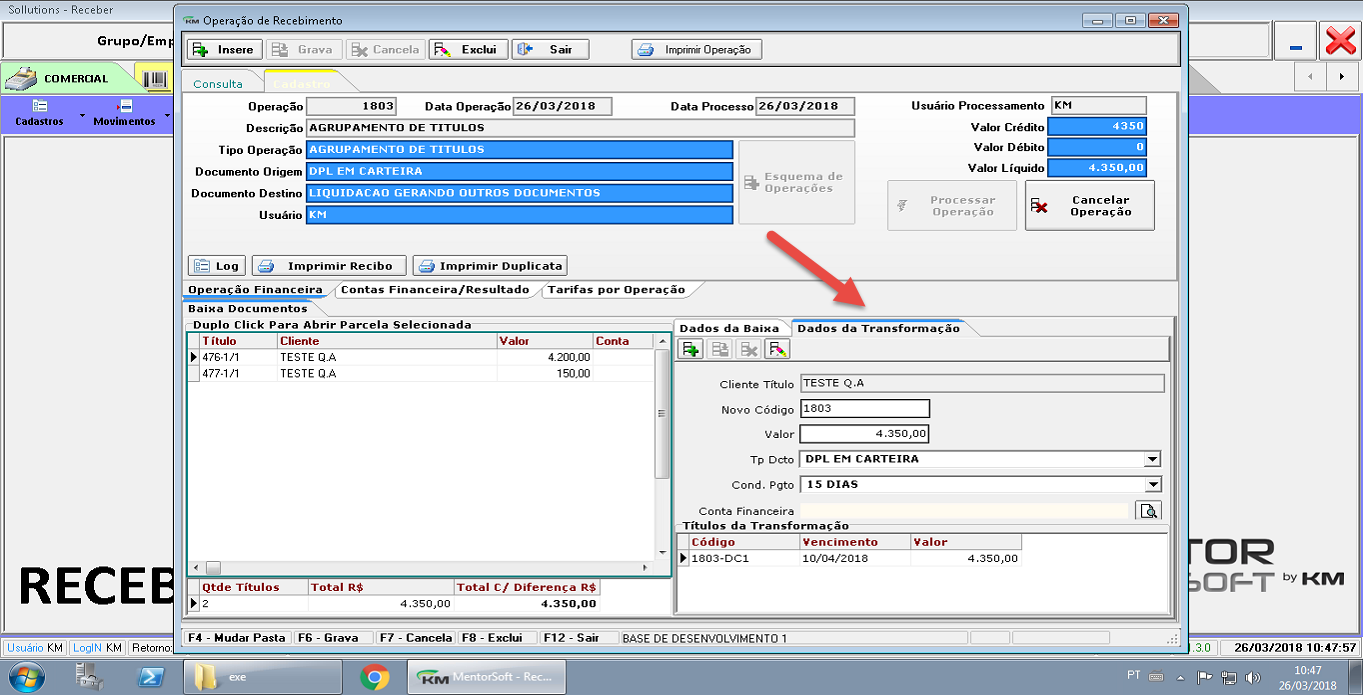 Sollutions - Receber
Grupo/Emp
COMERCIAL
Cadastros
Movimentos
KM Operação de Recebimento
Insere Grava Cancela Exclui Sair Imprimir Operação
Consulta Cadastro
Operação 1803 Data Operação 26/03/2018 Data Processo 26/03/2018 Usuário Processamento KM
Descrição AGRUPAMENTO DE TITULOS Valor Crédito 4350
Tipo Operação AGRUPAMENTO DE TITULOS Valor Débito 0
Documento Origem DPL EM CARTEIRA Valor Líquido 4.350,00
Documento Destino LIQUIDACAO GERANDO OUTROS DOCUMENTOS
Usuário KM
Esquema de Operações
Processar Operação
Cancelar Operação
Log Imprimir Recibo Imprimir Duplicata
Operação Financeira Contas Financeira/Resultado Tarifas por Operação
Baixa Documentos
Duplo Click Para Abrir Parcela Selecionada
Título Cliente Valor Conta
476-1/1 TESTE Q.A 4.200,00
477-1/1 TESTE Q.A 150,00
Qtde Títulos Total R$ Total C/ Diferença R$
2 4.350,00 4.350,00
Dados da Baixa Dados da Transformação
Cliente Título TESTE Q.A
Novo Código 1803
Valor 4.350,00
Tp Dcto DPL EM CARTEIRA
Cond. Pgto 15 DIAS
Conta Financeira
Títulos da Transformação
Código Vencimento Valor
1803-DC1 10/04/2018 4.350,00
F4 - Mudar Pasta F6 - Grava F7 - Cancela F8 - Exclui F12 - Sair BASE DE DESENVOLVIMENTO 1
RECEB
TOR
SOFT by KM
Usuário KM LogIN KM Retorno: 1.3.0 26/03/2018 10:47:57
exe KM MentorSoft - Rec... PT 10:47
26/03/2018